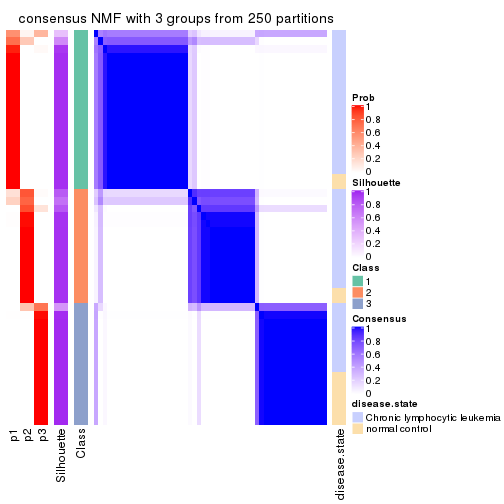 consensus NMF with 3 groups from 250 partitions
Prob
1
0.8
0.6
0.4
0.2
0
Silhouette
1
0.8
0.6
0.4
0.2
0
Class
1
2
3
Consensus
1
0.8
0.6
0.4
0.2
0
disease.state
Chronic lymphocytic leukemia
normal control
p1
p2
p3
Silhouette
Class
disease.state